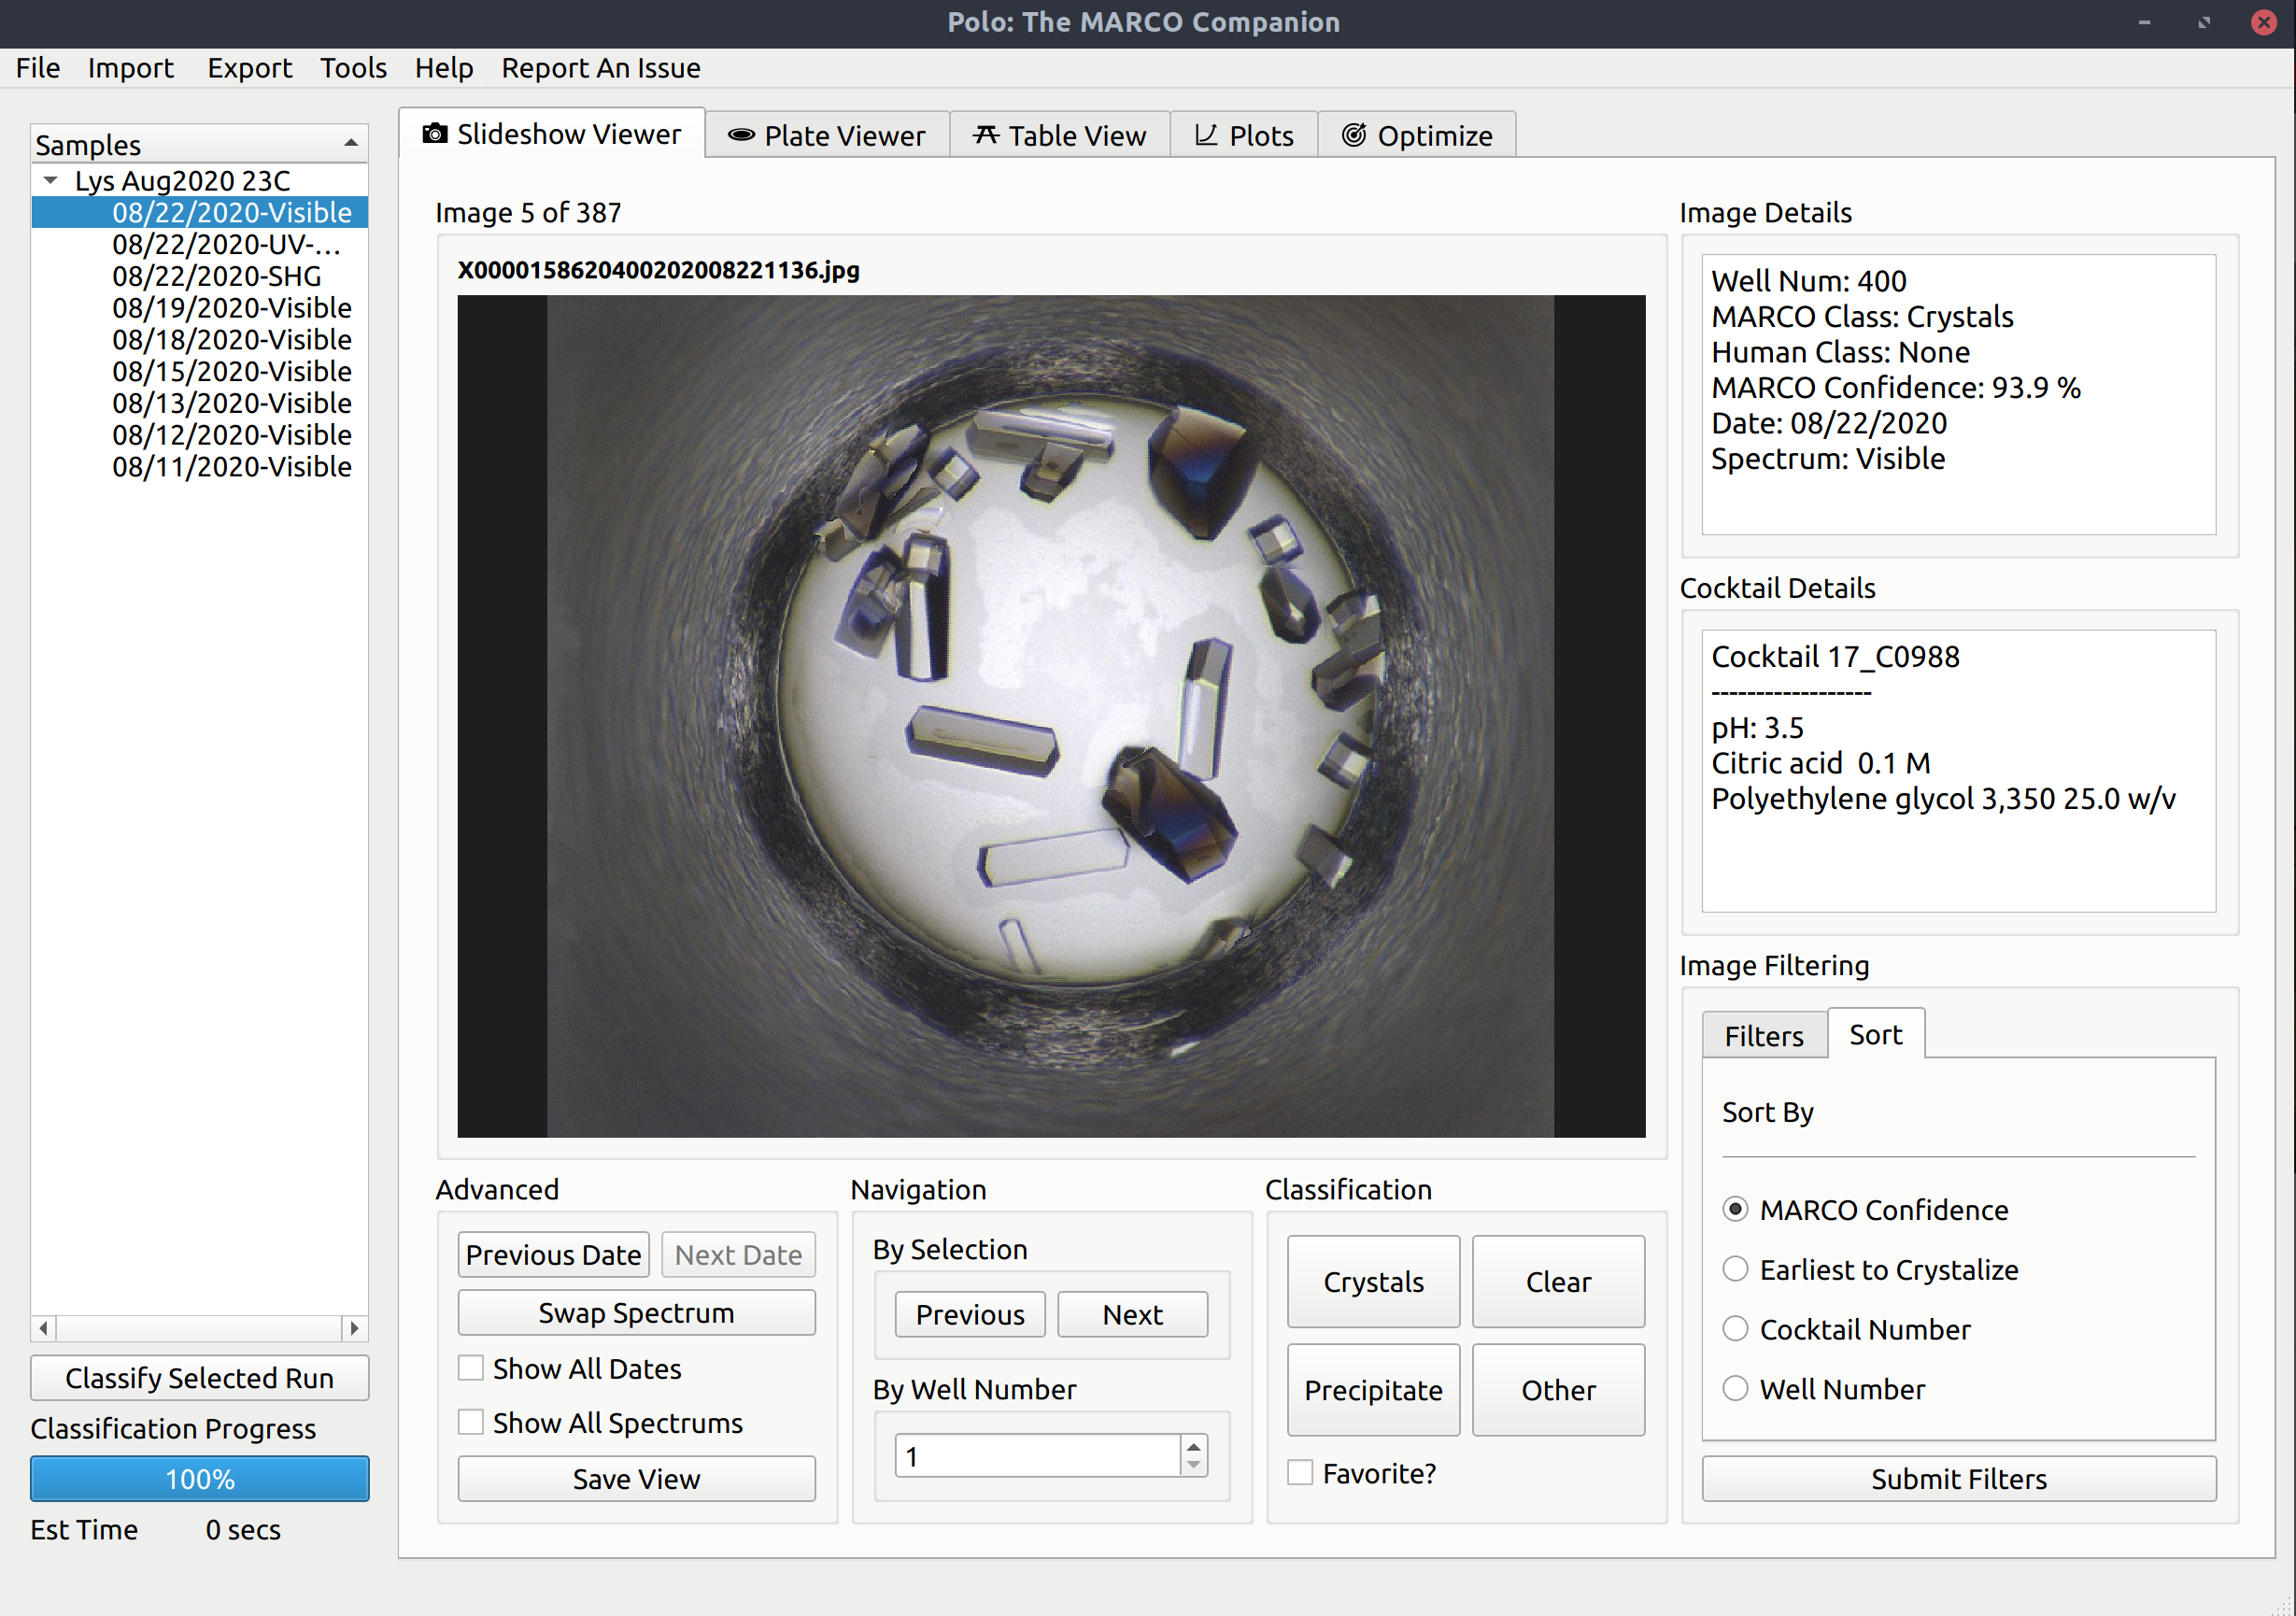 Polo: The MARCO Companion
File Import Export Tools Help Report An Issue
Samples
Lys Aug2020 23C
08/22/2020-Visible
08/22/2020-UV-...
08/22/2020-SHG
08/19/2020-Visible
08/18/2020-Visible
08/15/2020-Visible
08/13/2020-Visible
08/12/2020-Visible
08/11/2020-Visible
Classify Selected Run
Classification Progress
100%
Est Time 0 secs
Slideshow Viewer Plate Viewer Table View Plots Optimize
Image 5 of 387
X0000158620400202008221136.jpg
Advanced
Previous Date Next Date
Swap Spectrum
Show All Dates
Show All Spectrums
Save View
Navigation
By Selection
Previous Next
By Well Number
1
Classification
Crystals Clear
Precipitate Other
Favorite?
Image Details
Well Num: 400
MARCO Class: Crystals
Human Class: None
MARCO Confidence: 93.9 %
Date: 08/22/2020
Spectrum: Visible
Cocktail Details
Cocktail 17_C0988
------------------
pH: 3.5
Citric acid  0.1 M
Polyethylene glycol 3,350 25.0 w/v
Image Filtering
Filters Sort
Sort By
MARCO Confidence
Earliest to Crystalize
Cocktail Number
Well Number
Submit Filters